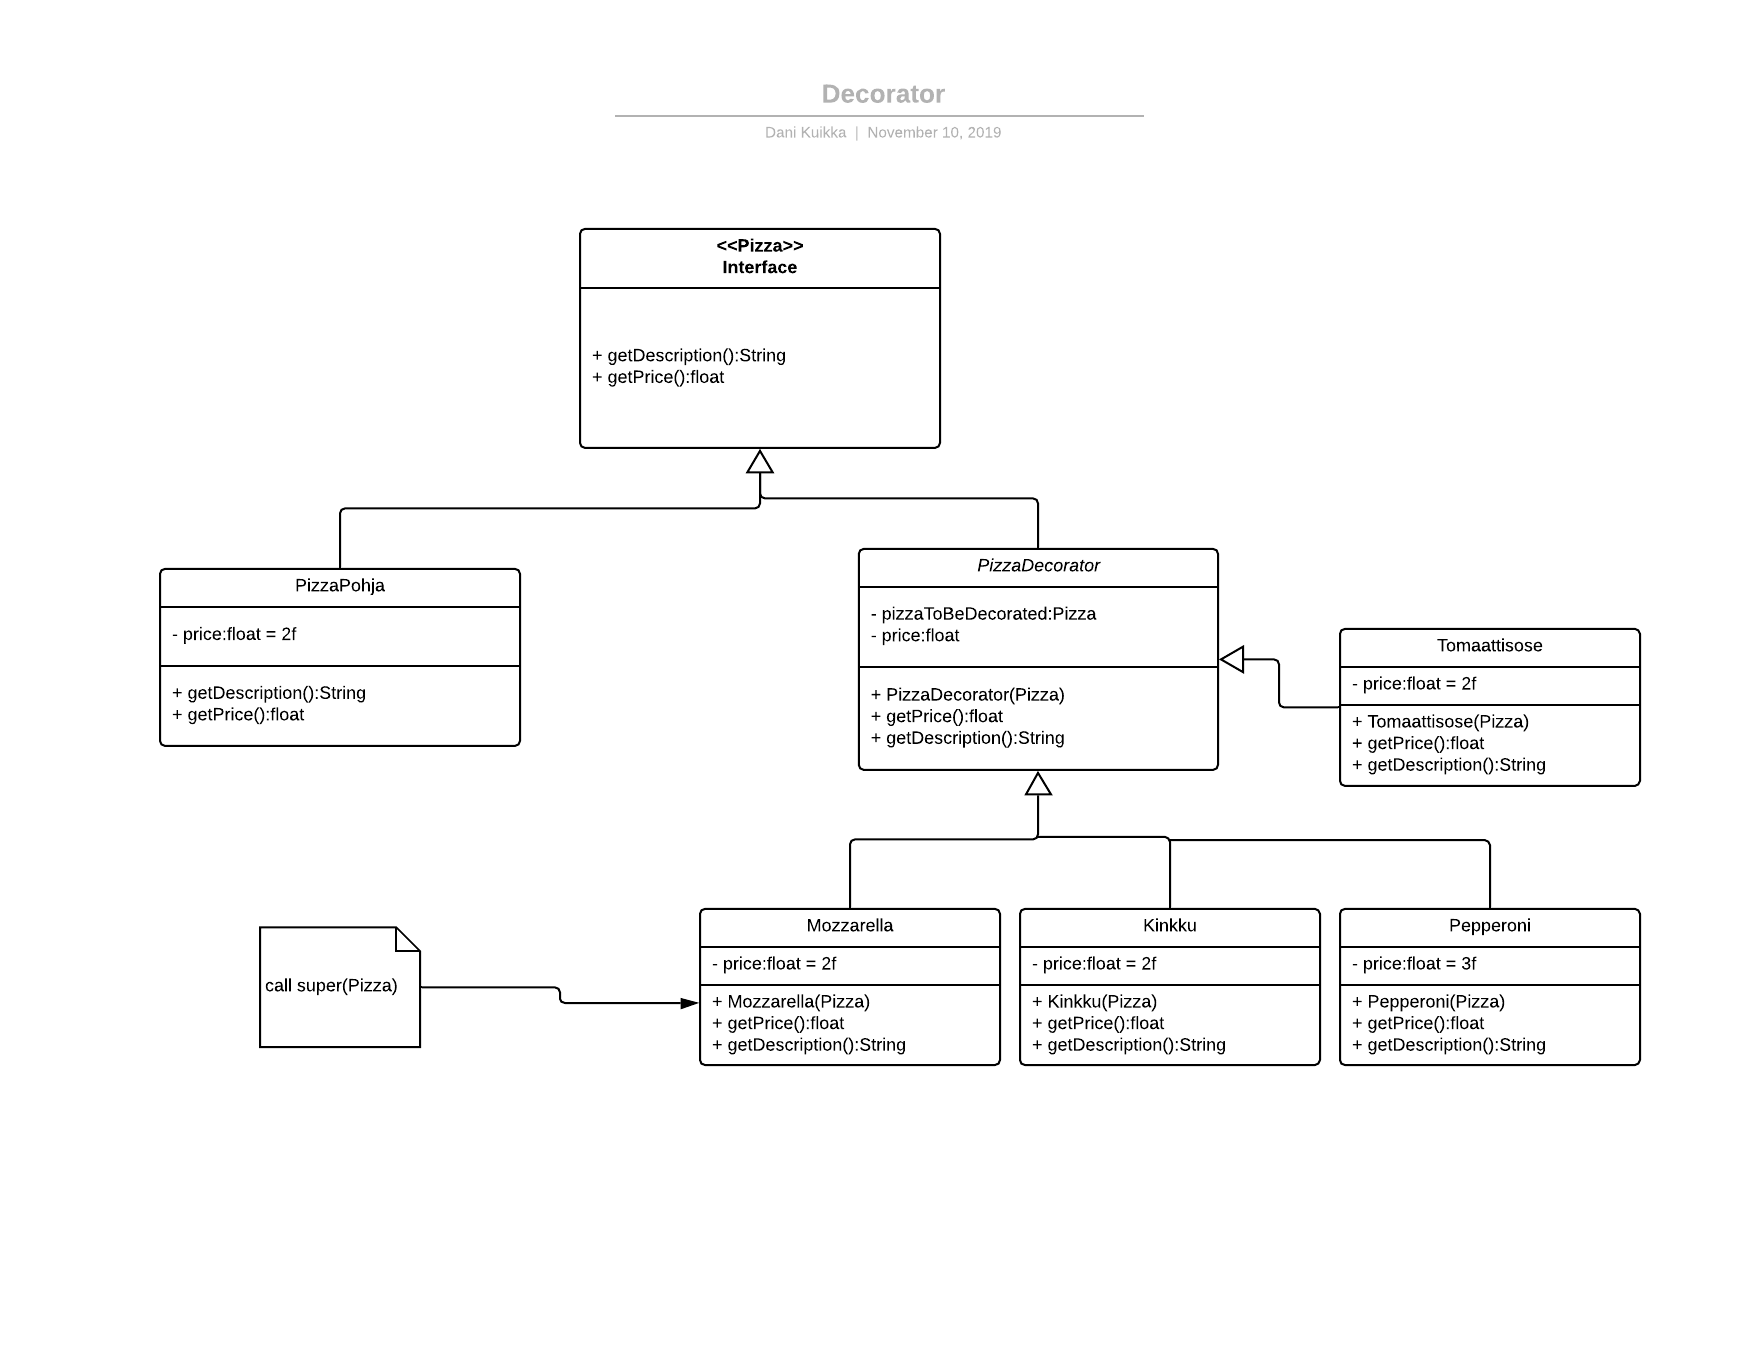 Decorator
Dani Kuikka | November 10, 2019
<<Pizza>>
Interface
+ getDescription():String
+ getPrice():float
PizzaPohja
- price:float = 2f
+ getDescription():String
+ getPrice():float
PizzaDecorator
- pizzaToBeDecorated:Pizza
- price:float
+ PizzaDecorator(Pizza)
+ getPrice():float
+ getDescription():String
Tomaattisose
- price:float = 2f
+ Tomaattisose(Pizza)
+ getPrice():float
+ getDescription():String
call super(Pizza)
Mozzarella
- price:float = 2f
+ Mozzarella(Pizza)
+ getPrice():float
+ getDescription():String
Kinkku
- price:float = 2f
+ Kinkku(Pizza)
+ getPrice():float
+ getDescription():String
Pepperoni
- price:float = 3f
+ Pepperoni(Pizza)
+ getPrice():float
+ getDescription():String